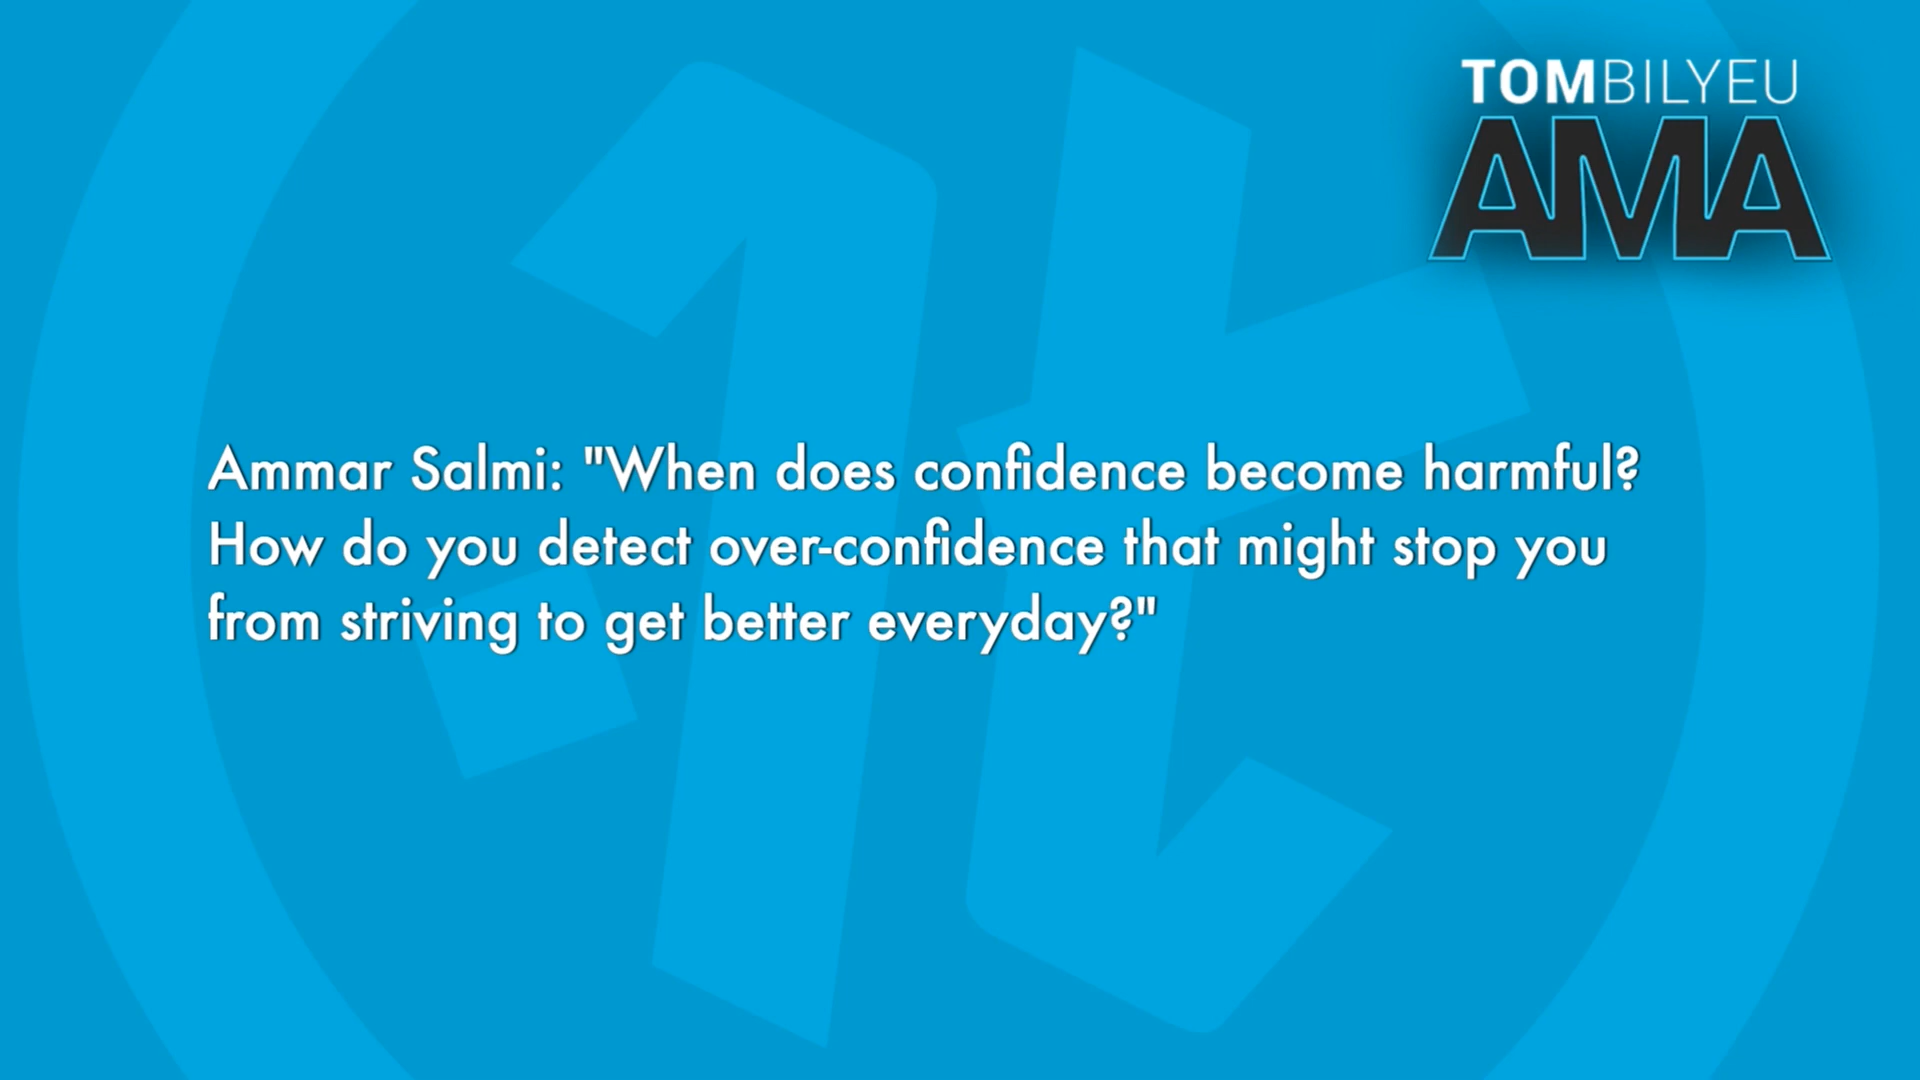 TOMBILYEU
AMA
Ammar Salmi: "When does confidence become harmful?
How do you detect over-confidence that might stop you
from striving to get better everyday?"